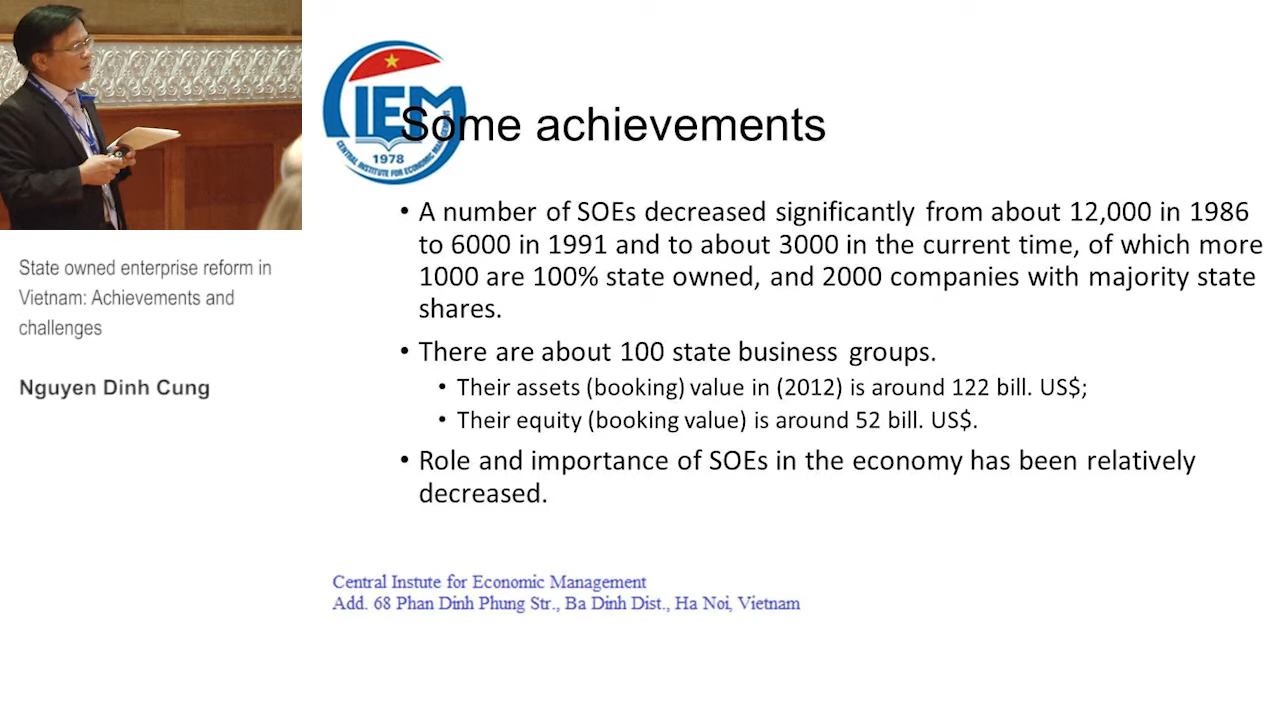 State owned enterprise reform in
Vietnam: Achievements and
challenges
Nguyen Dinh Cung
CIEM
1978
CENTRAL INSTITUTE FOR ECONOMIC MANAGEMENT
Some achievements
• A number of SOEs decreased significantly from about 12,000 in 1986
to 6000 in 1991 and to about 3000 in the current time, of which more
1000 are 100% state owned, and 2000 companies with majority state
shares.
• There are about 100 state business groups.
• Their assets (booking) value in (2012) is around 122 bill. US$;
• Their equity (booking value) is around 52 bill. US$.
• Role and importance of SOEs in the economy has been relatively
decreased.
Central Instute for Economic Management
Add. 68 Phan Dinh Phung Str., Ba Dinh Dist., Ha Noi, Vietnam